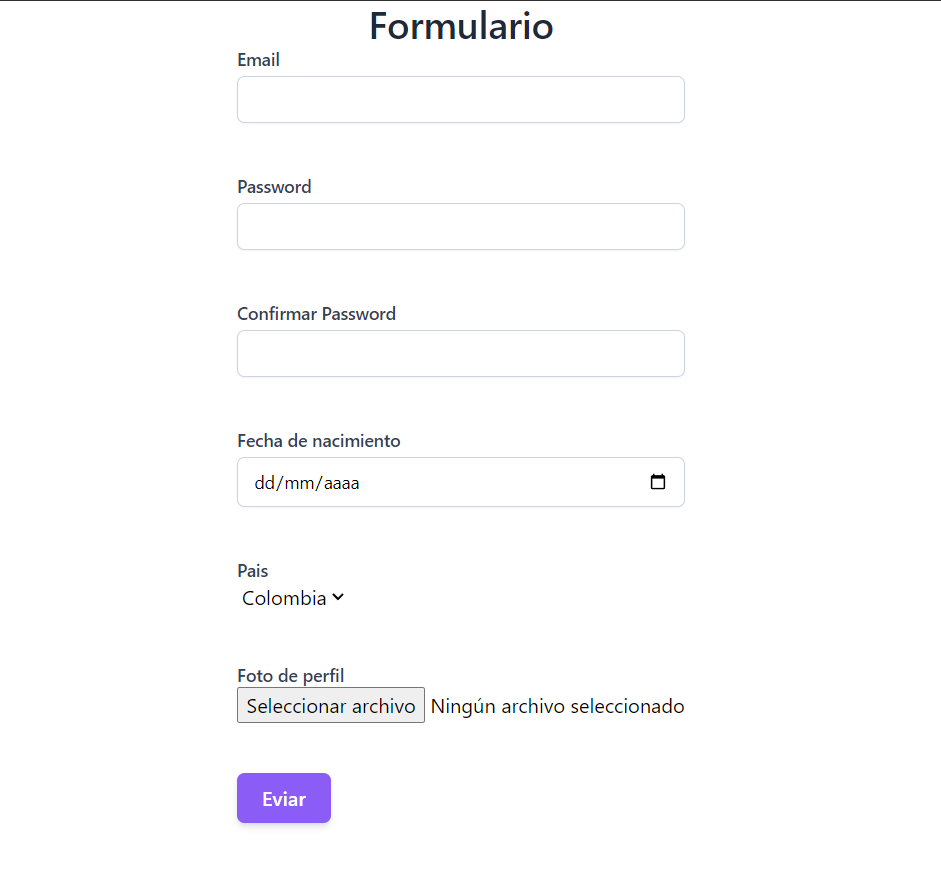 Formulario
Email
Password
Confirmar Password
Fecha de nacimiento
dd/mm/aaaa
Pais
Colombia
Foto de perfil
Seleccionar archivo Ningún archivo seleccionado
Eviar